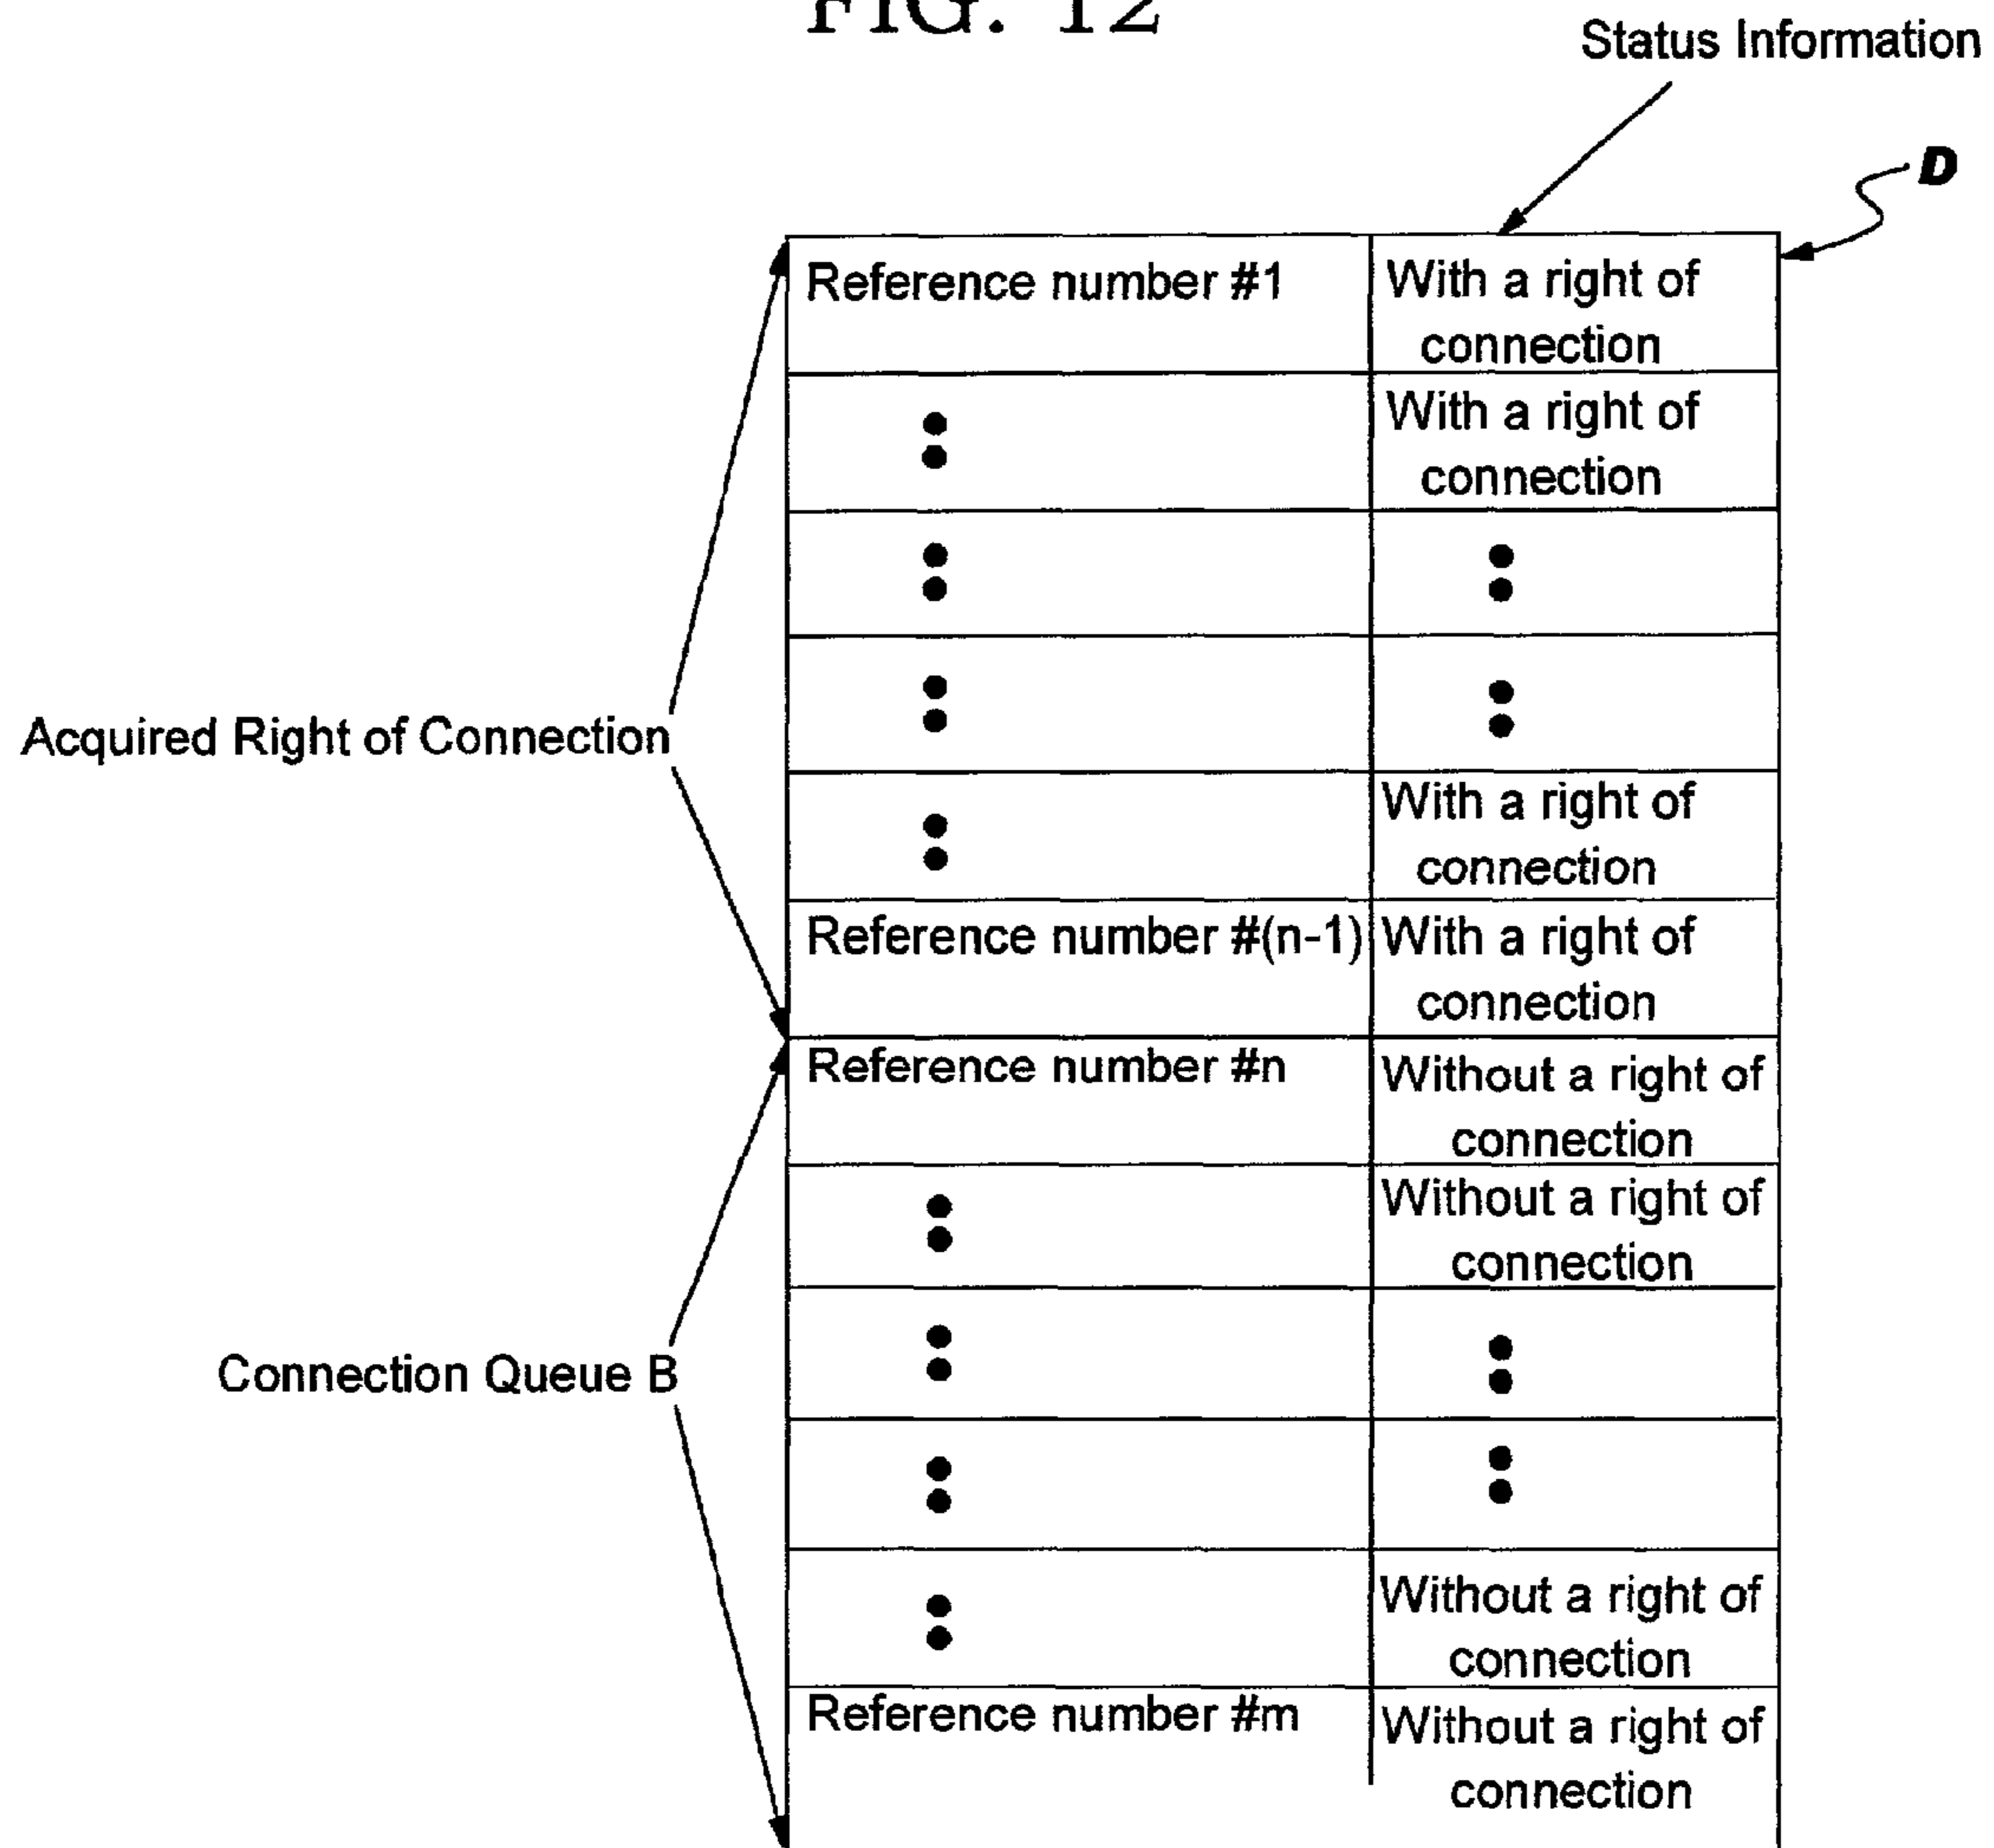 FIG. 12
Status Information
D
Reference number #1
With a right of
connection
With a right of
connection
Acquired Right of Connection
With a right of
connection
Reference number #(n-1)
With a right of
connection
Reference number #n
Without a right of
connection
Without a right of
connection
Connection Queue B
Without a right of
connection
Reference number #m
Without a right of
connection